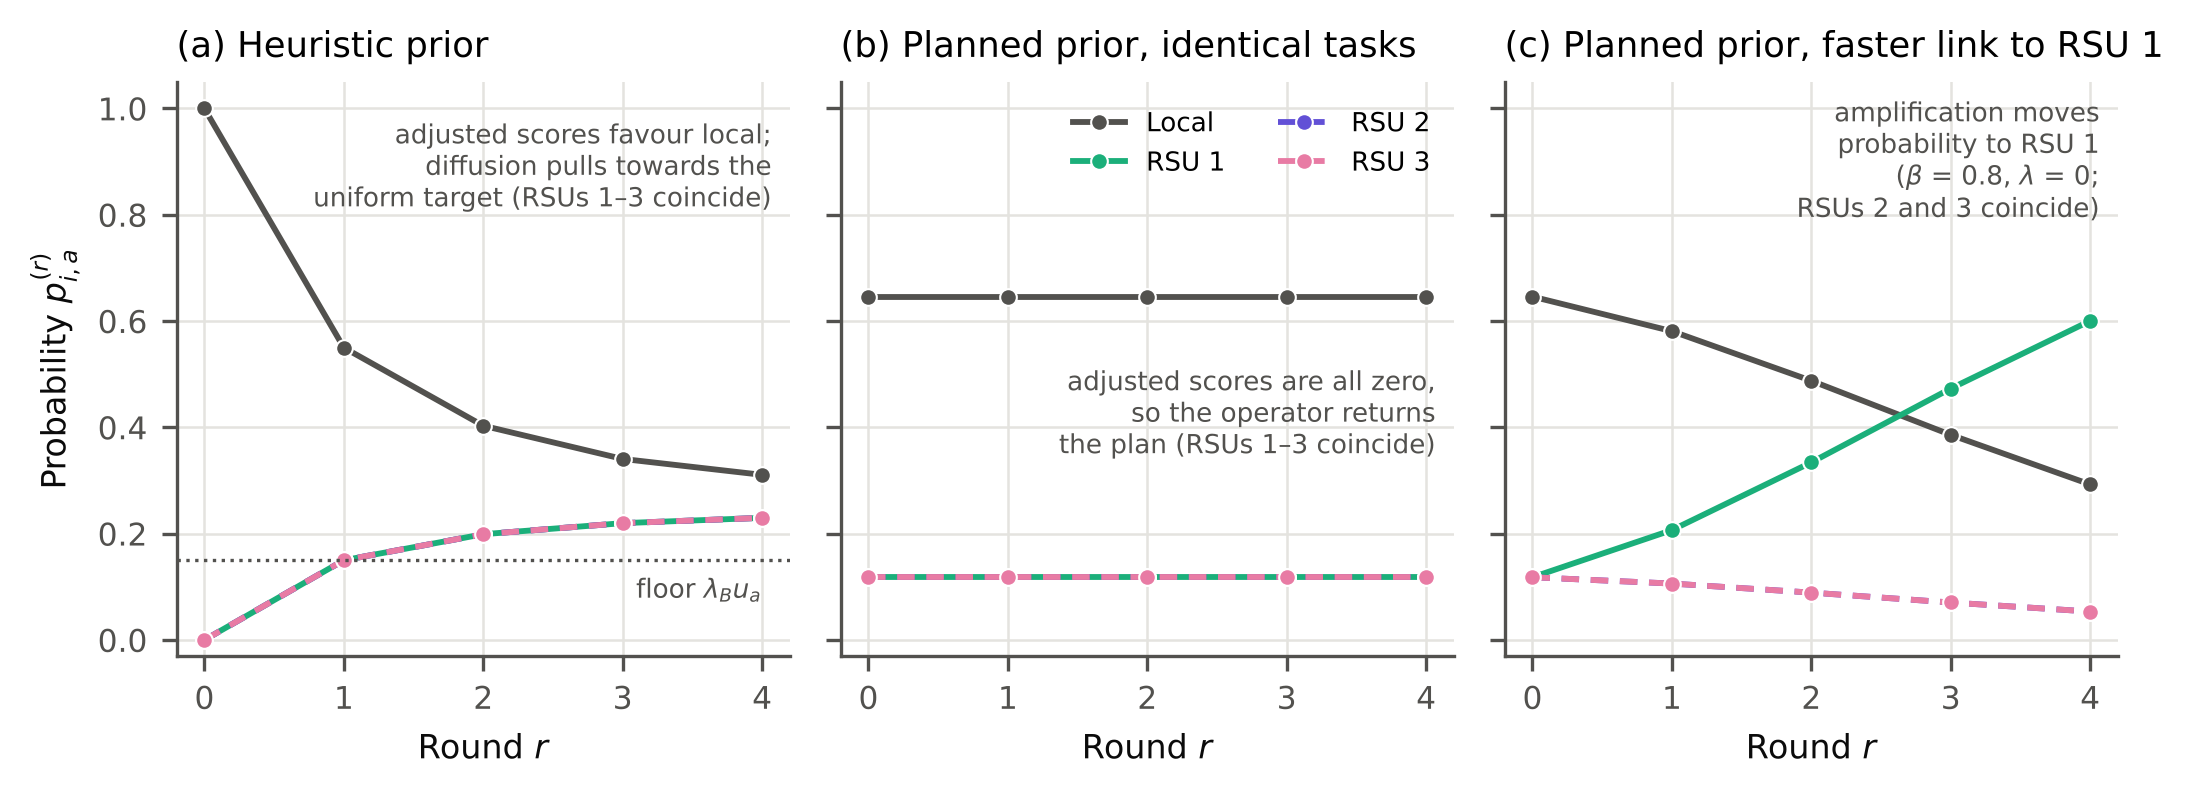 (a) Heuristic prior
(b) Planned prior, identical tasks
(c) Planned prior, faster link to RSU 1
Probability p_{i,a}^{(r)}
1.0
0.8
0.6
0.4
0.2
0.0
adjusted scores favour local;
diffusion pulls towards the
uniform target (RSUs 1–3 coincide)
floor λ_B u_a
0 1 2 3 4
Round r
Local
RSU 1
RSU 2
RSU 3
adjusted scores are all zero,
so the operator returns
the plan (RSUs 1–3 coincide)
0 1 2 3 4
Round r
amplification moves
probability to RSU 1
(β = 0.8, λ = 0;
RSUs 2 and 3 coincide)
0 1 2 3 4
Round r